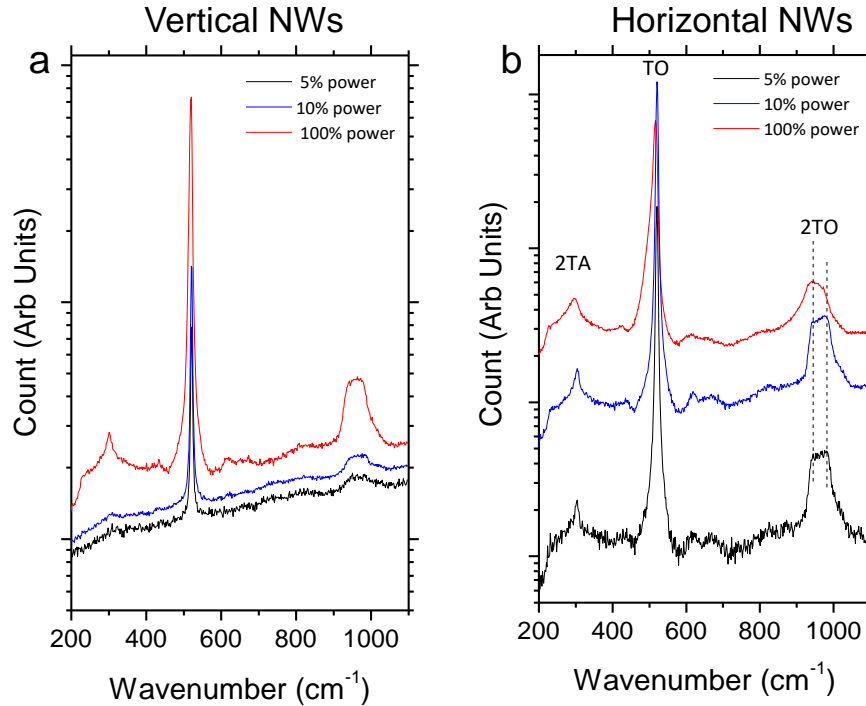 Vertical NWs
Horizontal NWs
a
5% power
10% power
100% power
Count (Arb Units)
200 400 600 800 1000
Wavenumber (cm⁻¹)
b
TO
5% power
10% power
100% power
2TA
2TO
Count (Arb Units)
200 400 600 800 1000
Wavenumber (cm⁻¹)